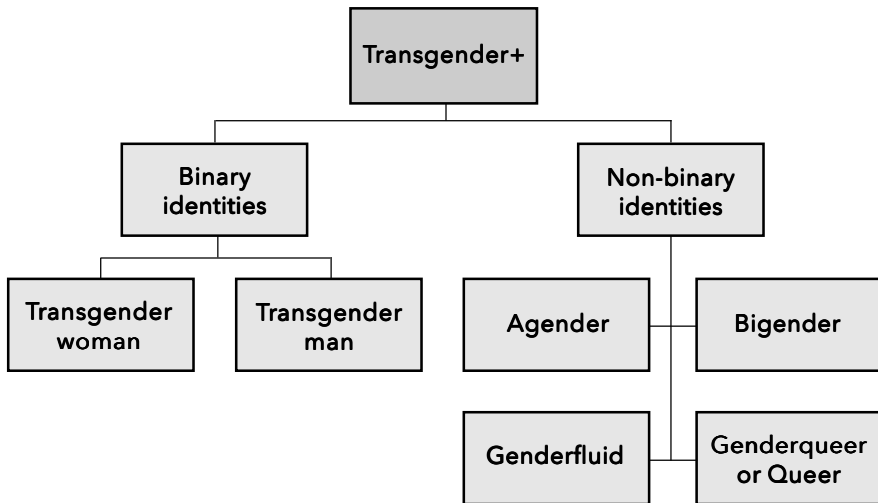 Transgender+
Binary
identities
Non-binary
identities
Transgender
woman
Transgender
man
Agender
Bigender
Genderfluid
Genderqueer
or Queer